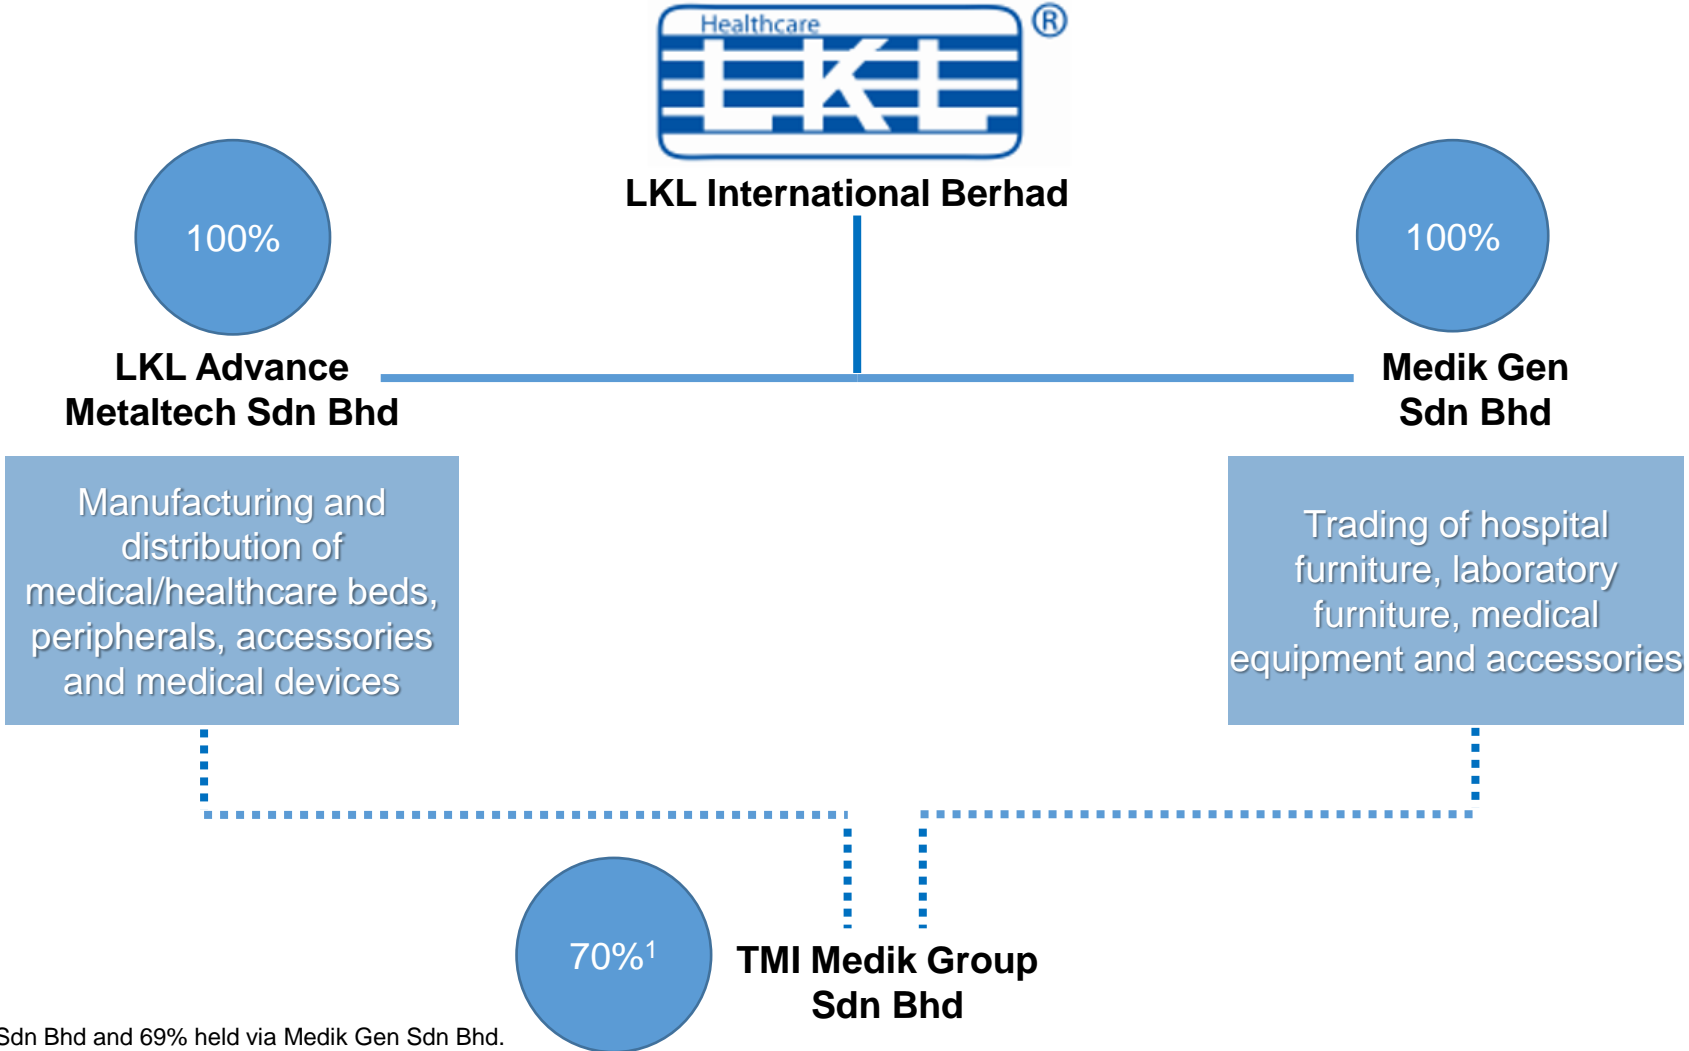 Healthcare
LKL
®
LKL International Berhad
100%
100%
LKL Advance
Metaltech Sdn Bhd
Medik Gen
Sdn Bhd
Manufacturing and
distribution of
medical/healthcare beds,
peripherals, accessories
and medical devices
Trading of hospital
furniture, laboratory
furniture, medical
equipment and accessories
70%¹
TMI Medik Group
Sdn Bhd
Sdn Bhd and 69% held via Medik Gen Sdn Bhd.